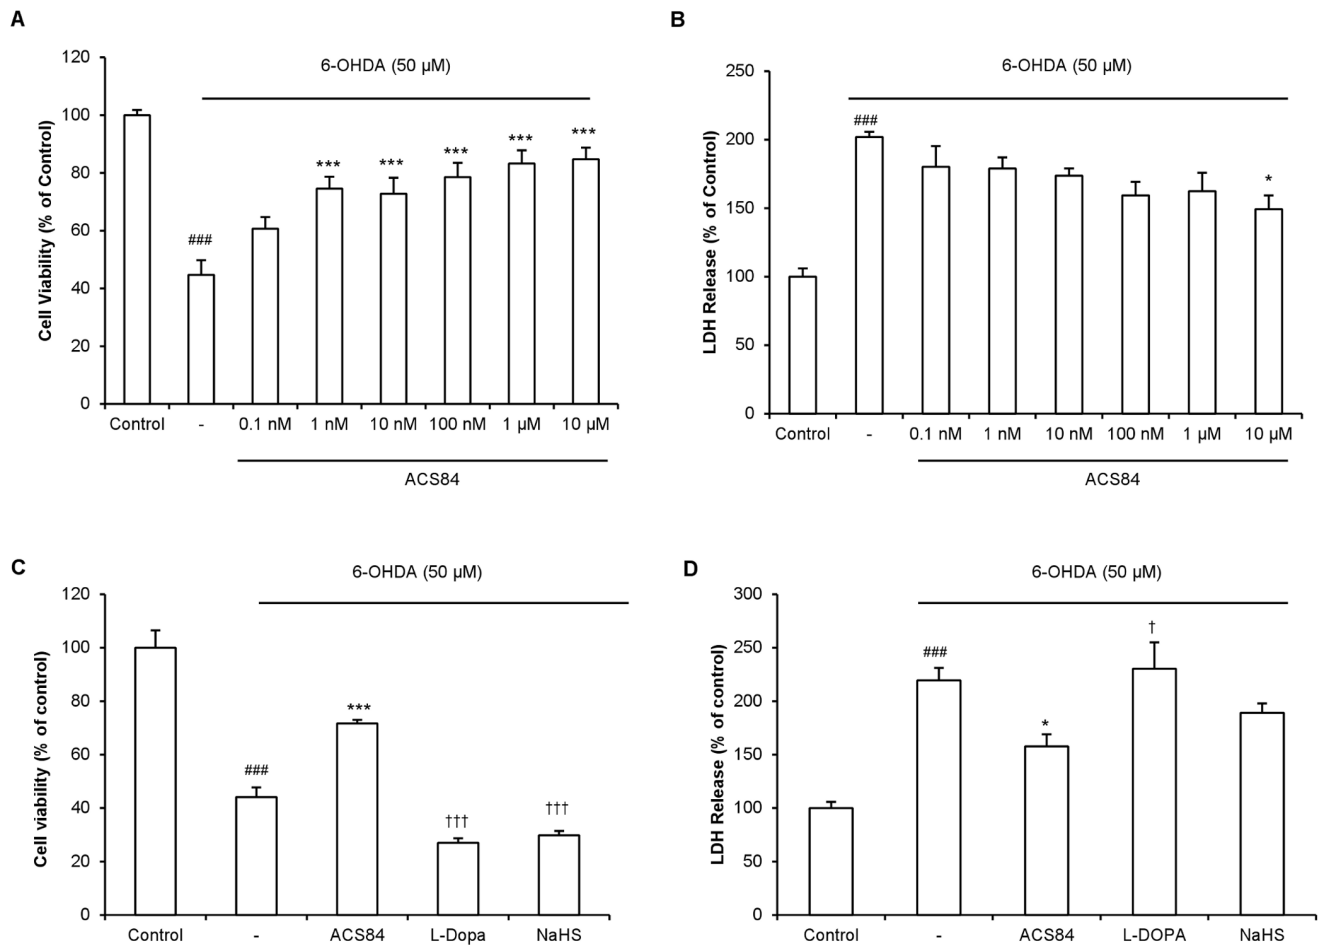 A
6-OHDA (50 µM)
Cell Viability (% of Control)
120
100
80
60
40
20
0
###
***
***
***
***
***
Control
-
0.1 nM
1 nM
10 nM
100 nM
1 µM
10 µM
ACS84
B
6-OHDA (50 µM)
LDH Release (% of Control)
250
200
150
100
50
0
###
*
Control
-
0.1 nM
1 nM
10 nM
100 nM
1 µM
10 µM
ACS84
C
6-OHDA (50 µM)
Cell viability (% of control)
120
100
80
60
40
20
0
###
***
†††
†††
Control
-
ACS84
L-Dopa
NaHS
D
6-OHDA (50 µM)
LDH Release (% of control)
300
250
200
150
100
50
0
###
*
†
Control
-
ACS84
L-DOPA
NaHS